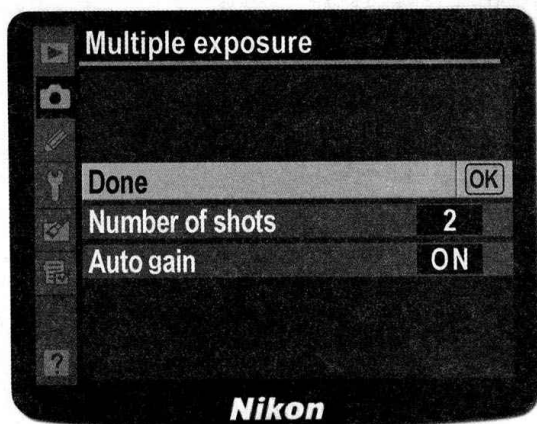 Multiple exposure
Done OK
Number of shots 2
Auto gain ON
?
Nikon